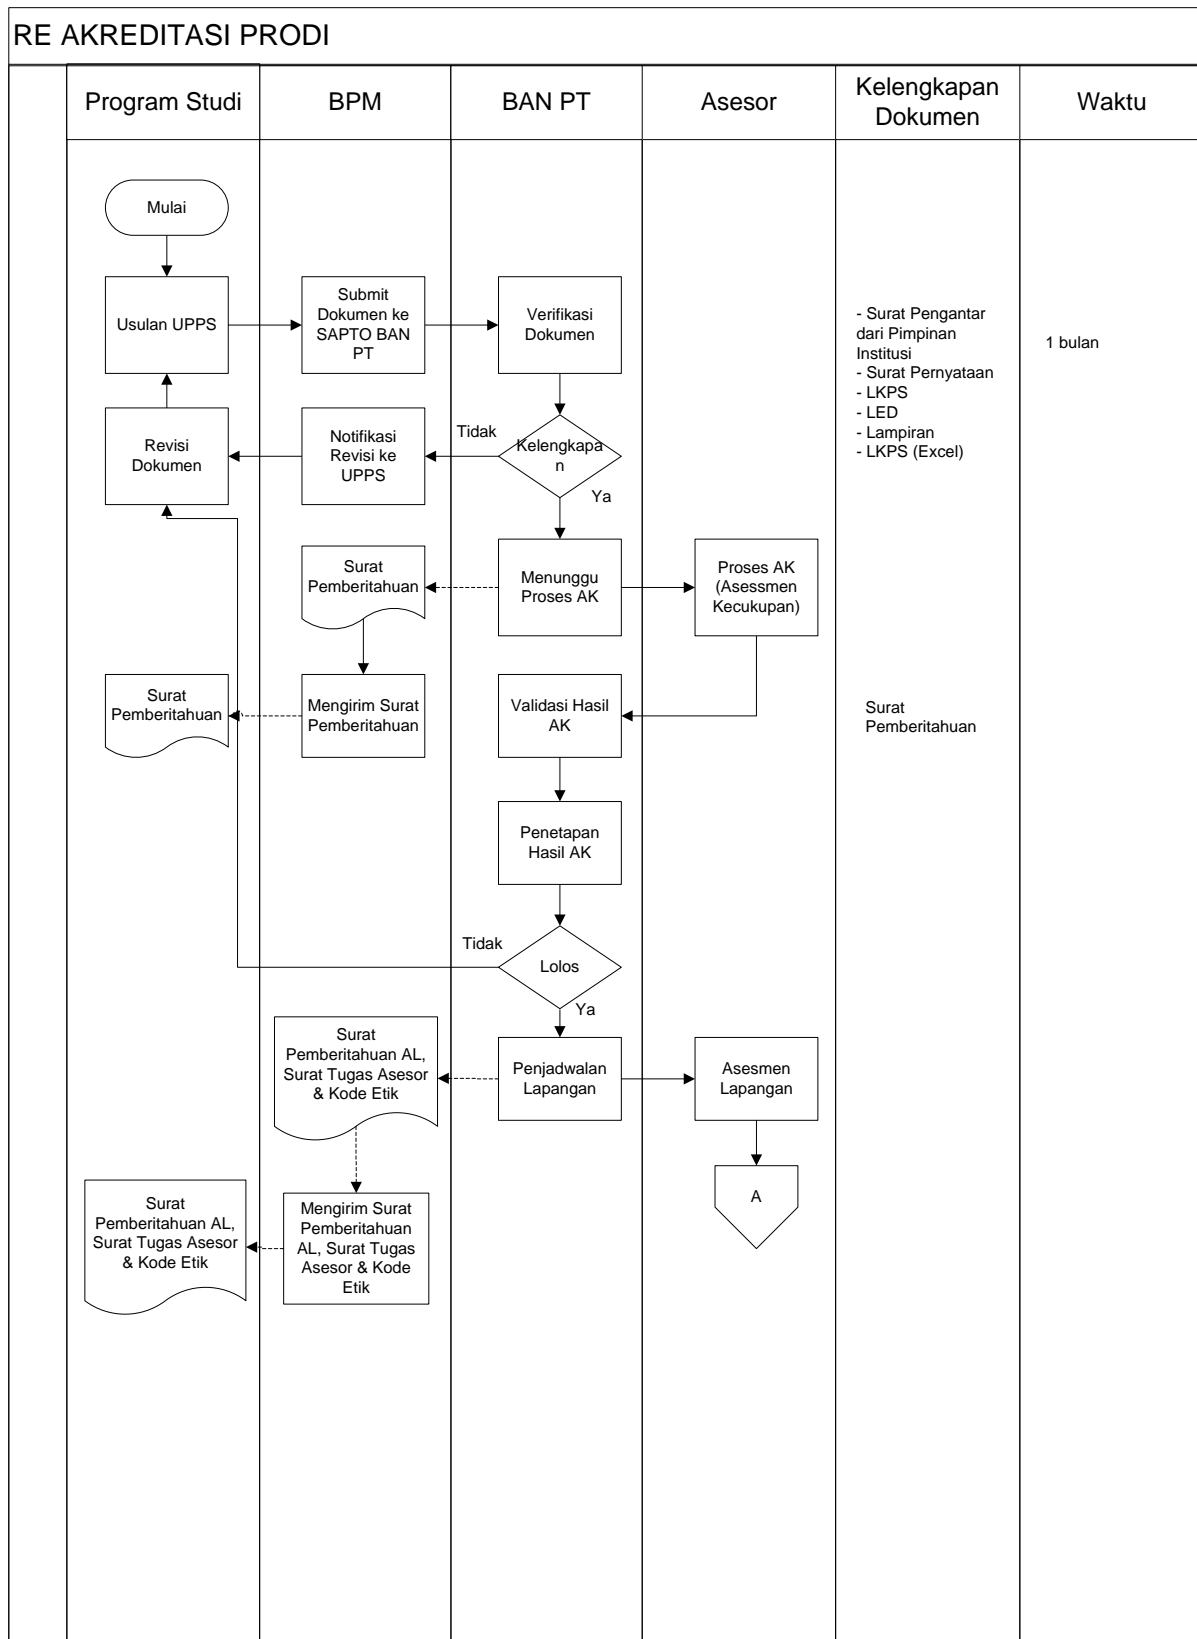 RE AKREDITASI PRODI
Program Studi
BPM
BAN PT
Asesor
Kelengkapan
Dokumen
Waktu
Mulai
Usulan UPPS
Submit
Dokumen ke
SAPTO BAN
PT
Verifikasi
Dokumen
- Surat Pengantar
dari Pimpinan
Institusi
- Surat Pernyataan
- LKPS
- LED
- Lampiran
- LKPS (Excel)
1 bulan
Revisi
Dokumen
Notifikasi
Revisi ke
UPPS
Tidak
Kelengkapa
n
Ya
Surat
Pemberitahuan
Menunggu
Proses AK
Proses AK
(Asessmen
Kecukupan)
Surat
Pemberitahuan
Mengirim Surat
Pemberitahuan
Validasi Hasil
AK
Surat
Pemberitahuan
Penetapan
Hasil AK
Tidak
Lolos
Ya
Surat
Pemberitahuan AL,
Surat Tugas Asesor
& Kode Etik
Penjadwalan
Lapangan
Asesmen
Lapangan
A
Surat
Pemberitahuan AL,
Surat Tugas Asesor
& Kode Etik
Mengirim Surat
Pemberitahuan
AL, Surat Tugas
Asesor & Kode
Etik